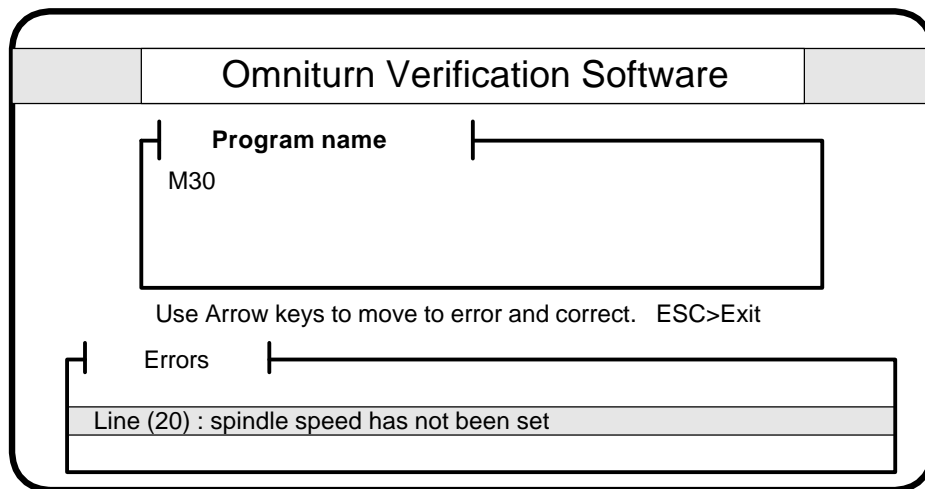 Omniturn Verification Software
Program name
M30
Use Arrow keys to move to error and correct. ESC>Exit
Errors
Line (20) : spindle speed has not been set